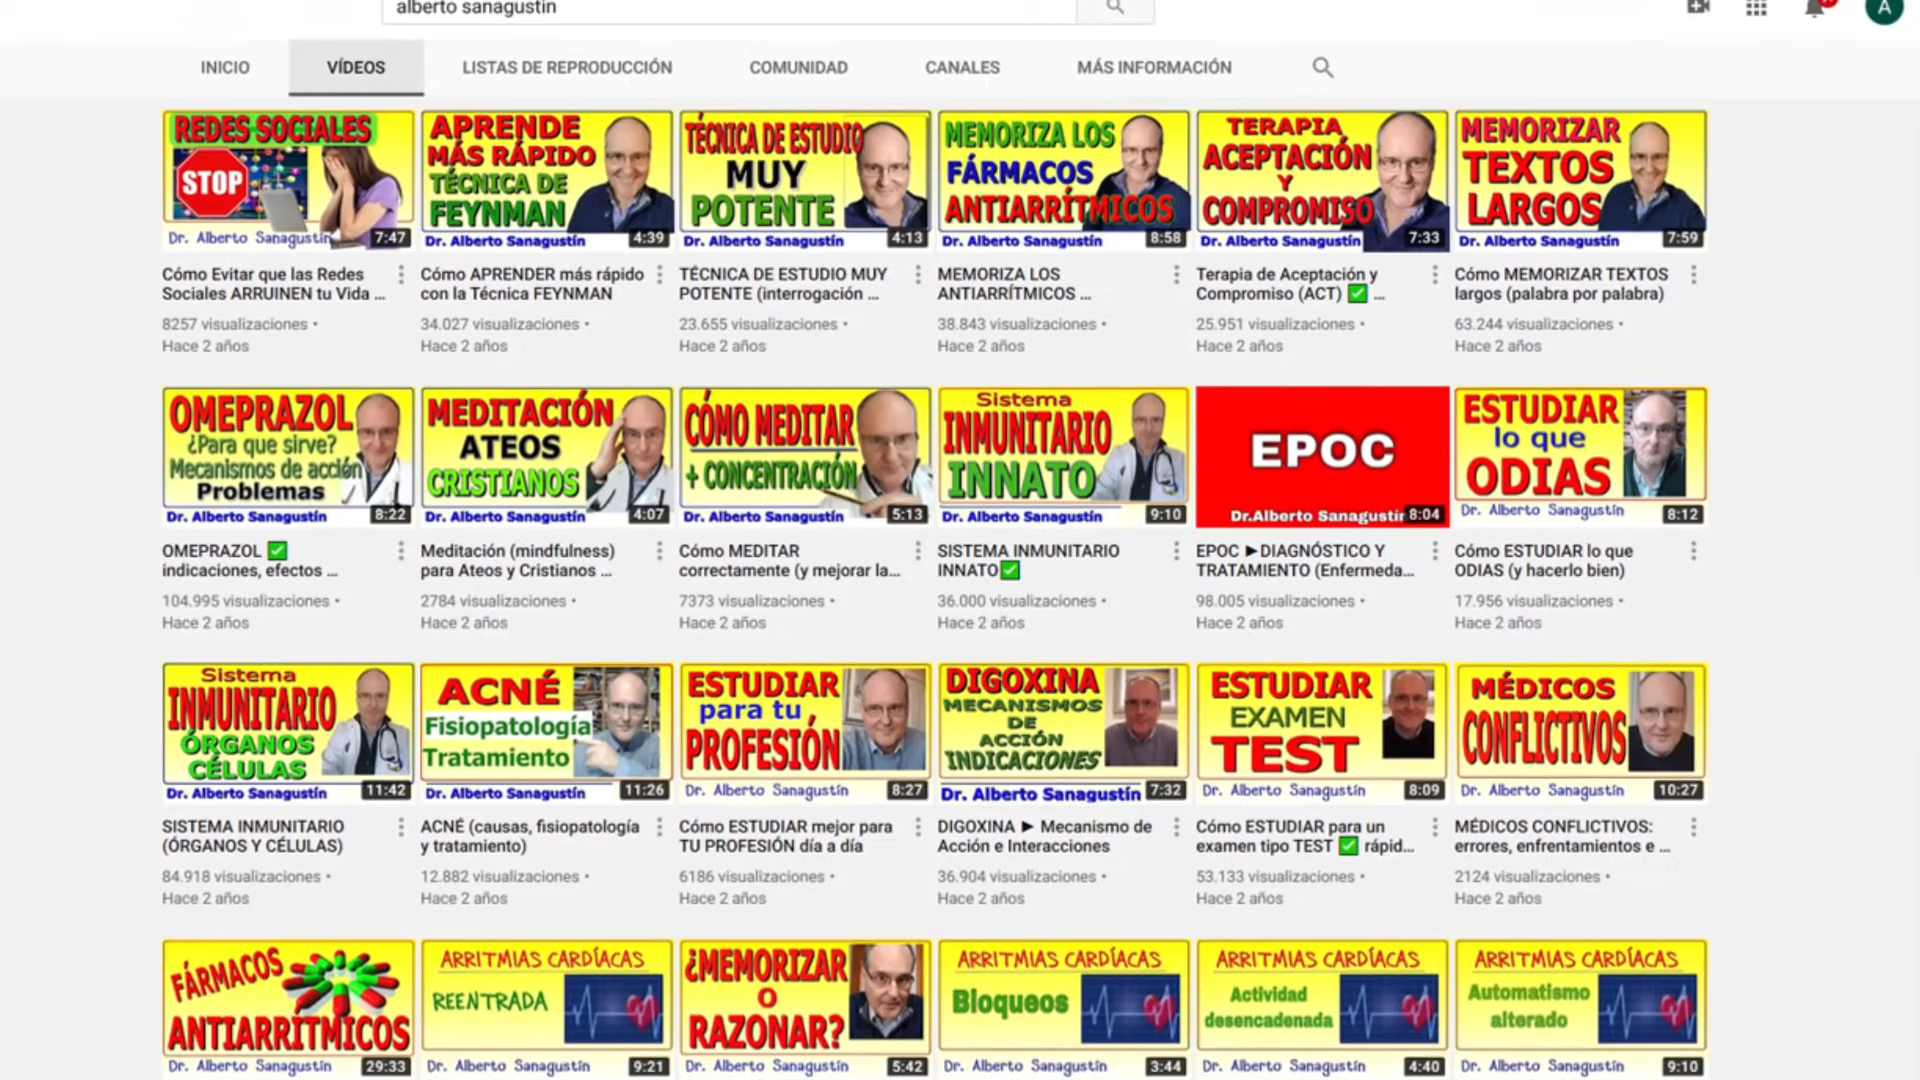 alberto sanagustin
A
INICIO
VÍDEOS
LISTAS DE REPRODUCCIÓN
COMUNIDAD
CANALES
MÁS INFORMACIÓN
REDES SOCIALES
STOP
Dr. Alberto Sanagustín
7:47
APRENDE
MÁS RÁPIDO
TÉCNICA DE
FEYNMAN
Dr. Alberto Sanagustín
4:39
TÉCNICA DE ESTUDIO
MUY
POTENTE
Dr. Alberto Sanagustín
4:13
MEMORIZA LOS
FÁRMACOS
ANTIARRÍTMICOS
Dr. Alberto Sanagustín
8:58
TERAPIA
ACEPTACIÓN
Y
COMPROMISO
Dr. Alberto Sanagustín
7:33
MEMORIZAR
TEXTOS
LARGOS
Dr. Alberto Sanagustín
7:59
Cómo Evitar que las Redes
Sociales ARRUINEN tu Vida ...
8257 visualizaciones •
Hace 2 años
Cómo APRENDER más rápido
con la Técnica FEYNMAN
34.027 visualizaciones •
Hace 2 años
TÉCNICA DE ESTUDIO MUY
POTENTE (interrogación ...
23.655 visualizaciones •
Hace 2 años
MEMORIZA LOS
ANTIARRÍTMICOS ...
38.843 visualizaciones •
Hace 2 años
Terapia de Aceptación y
Compromiso (ACT) ✅ ...
25.951 visualizaciones •
Hace 2 años
Cómo MEMORIZAR TEXTOS
largos (palabra por palabra)
63.244 visualizaciones •
Hace 2 años
OMEPRAZOL
¿Para que sirve?
Mecanismos de acción
Problemas
Dr. Alberto Sanagustín
8:22
MEDITACIÓN
ATEOS
CRISTIANOS
Dr. Alberto Sanagustín
4:07
CÓMO MEDITAR
+ CONCENTRACIÓN
Dr. Alberto Sanagustín
5:13
Sistema
INMUNITARIO
INNATO
Dr. Alberto Sanagustín
9:10
EPOC
Dr.Alberto Sanagustín
8:04
ESTUDIAR
lo que
ODIAS
Dr. Alberto Sanagustín
8:12
OMEPRAZOL ✅
indicaciones, efectos ...
104.995 visualizaciones •
Hace 2 años
Meditación (mindfulness)
para Ateos y Cristianos ...
2784 visualizaciones •
Hace 2 años
Cómo MEDITAR
correctamente (y mejorar la...
7373 visualizaciones •
Hace 2 años
SISTEMA INMUNITARIO
INNATO✅
36.000 visualizaciones •
Hace 2 años
EPOC ►DIAGNÓSTICO Y
TRATAMIENTO (Enfermeda...
98.005 visualizaciones •
Hace 2 años
Cómo ESTUDIAR lo que
ODIAS (y hacerlo bien)
17.956 visualizaciones •
Hace 2 años
Sistema
INMUNITARIO
ÓRGANOS
CÉLULAS
Dr. Alberto Sanagustín
11:42
ACNÉ
Fisiopatología
Tratamiento
Dr. Alberto Sanagustín
11:26
ESTUDIAR
para tu
PROFESIÓN
Dr. Alberto Sanagustín
8:27
DIGOXINA
MECANISMOS
DE
ACCIÓN
INDICACIONES
Dr. Alberto Sanagustín
7:32
ESTUDIAR
EXAMEN
TEST
Dr. Alberto Sanagustín
8:09
MÉDICOS
CONFLICTIVOS
Dr. Alberto Sanagustín
10:27
SISTEMA INMUNITARIO
(ÓRGANOS Y CÉLULAS)
84.918 visualizaciones •
Hace 2 años
ACNÉ (causas, fisiopatología
y tratamiento)
12.882 visualizaciones •
Hace 2 años
Cómo ESTUDIAR mejor para
TU PROFESIÓN día a día
6186 visualizaciones •
Hace 2 años
DIGOXINA ► Mecanismo de
Acción e Interacciones
36.904 visualizaciones •
Hace 2 años
Cómo ESTUDIAR para un
examen tipo TEST ✅ rápid...
53.133 visualizaciones •
Hace 2 años
MÉDICOS CONFLICTIVOS:
errores, enfrentamientos e ...
2124 visualizaciones •
Hace 2 años
FÁRMACOS
ANTIARRÍTMICOS
Dr. Alberto Sanagustín
29:33
ARRITMIAS CARDÍACAS
REENTRADA
Dr. Alberto Sanagustín
9:21
¿MEMORIZAR
O
RAZONAR?
Dr. Alberto Sanagustín
5:42
ARRITMIAS CARDÍACAS
Bloqueos
Dr. Alberto Sanagustín
3:44
ARRITMIAS CARDÍACAS
Actividad
desencadenada
Dr. Alberto Sanagustín
4:40
ARRITMIAS CARDÍACAS
Automatismo
alterado
Dr. Alberto Sanagustín
9:10